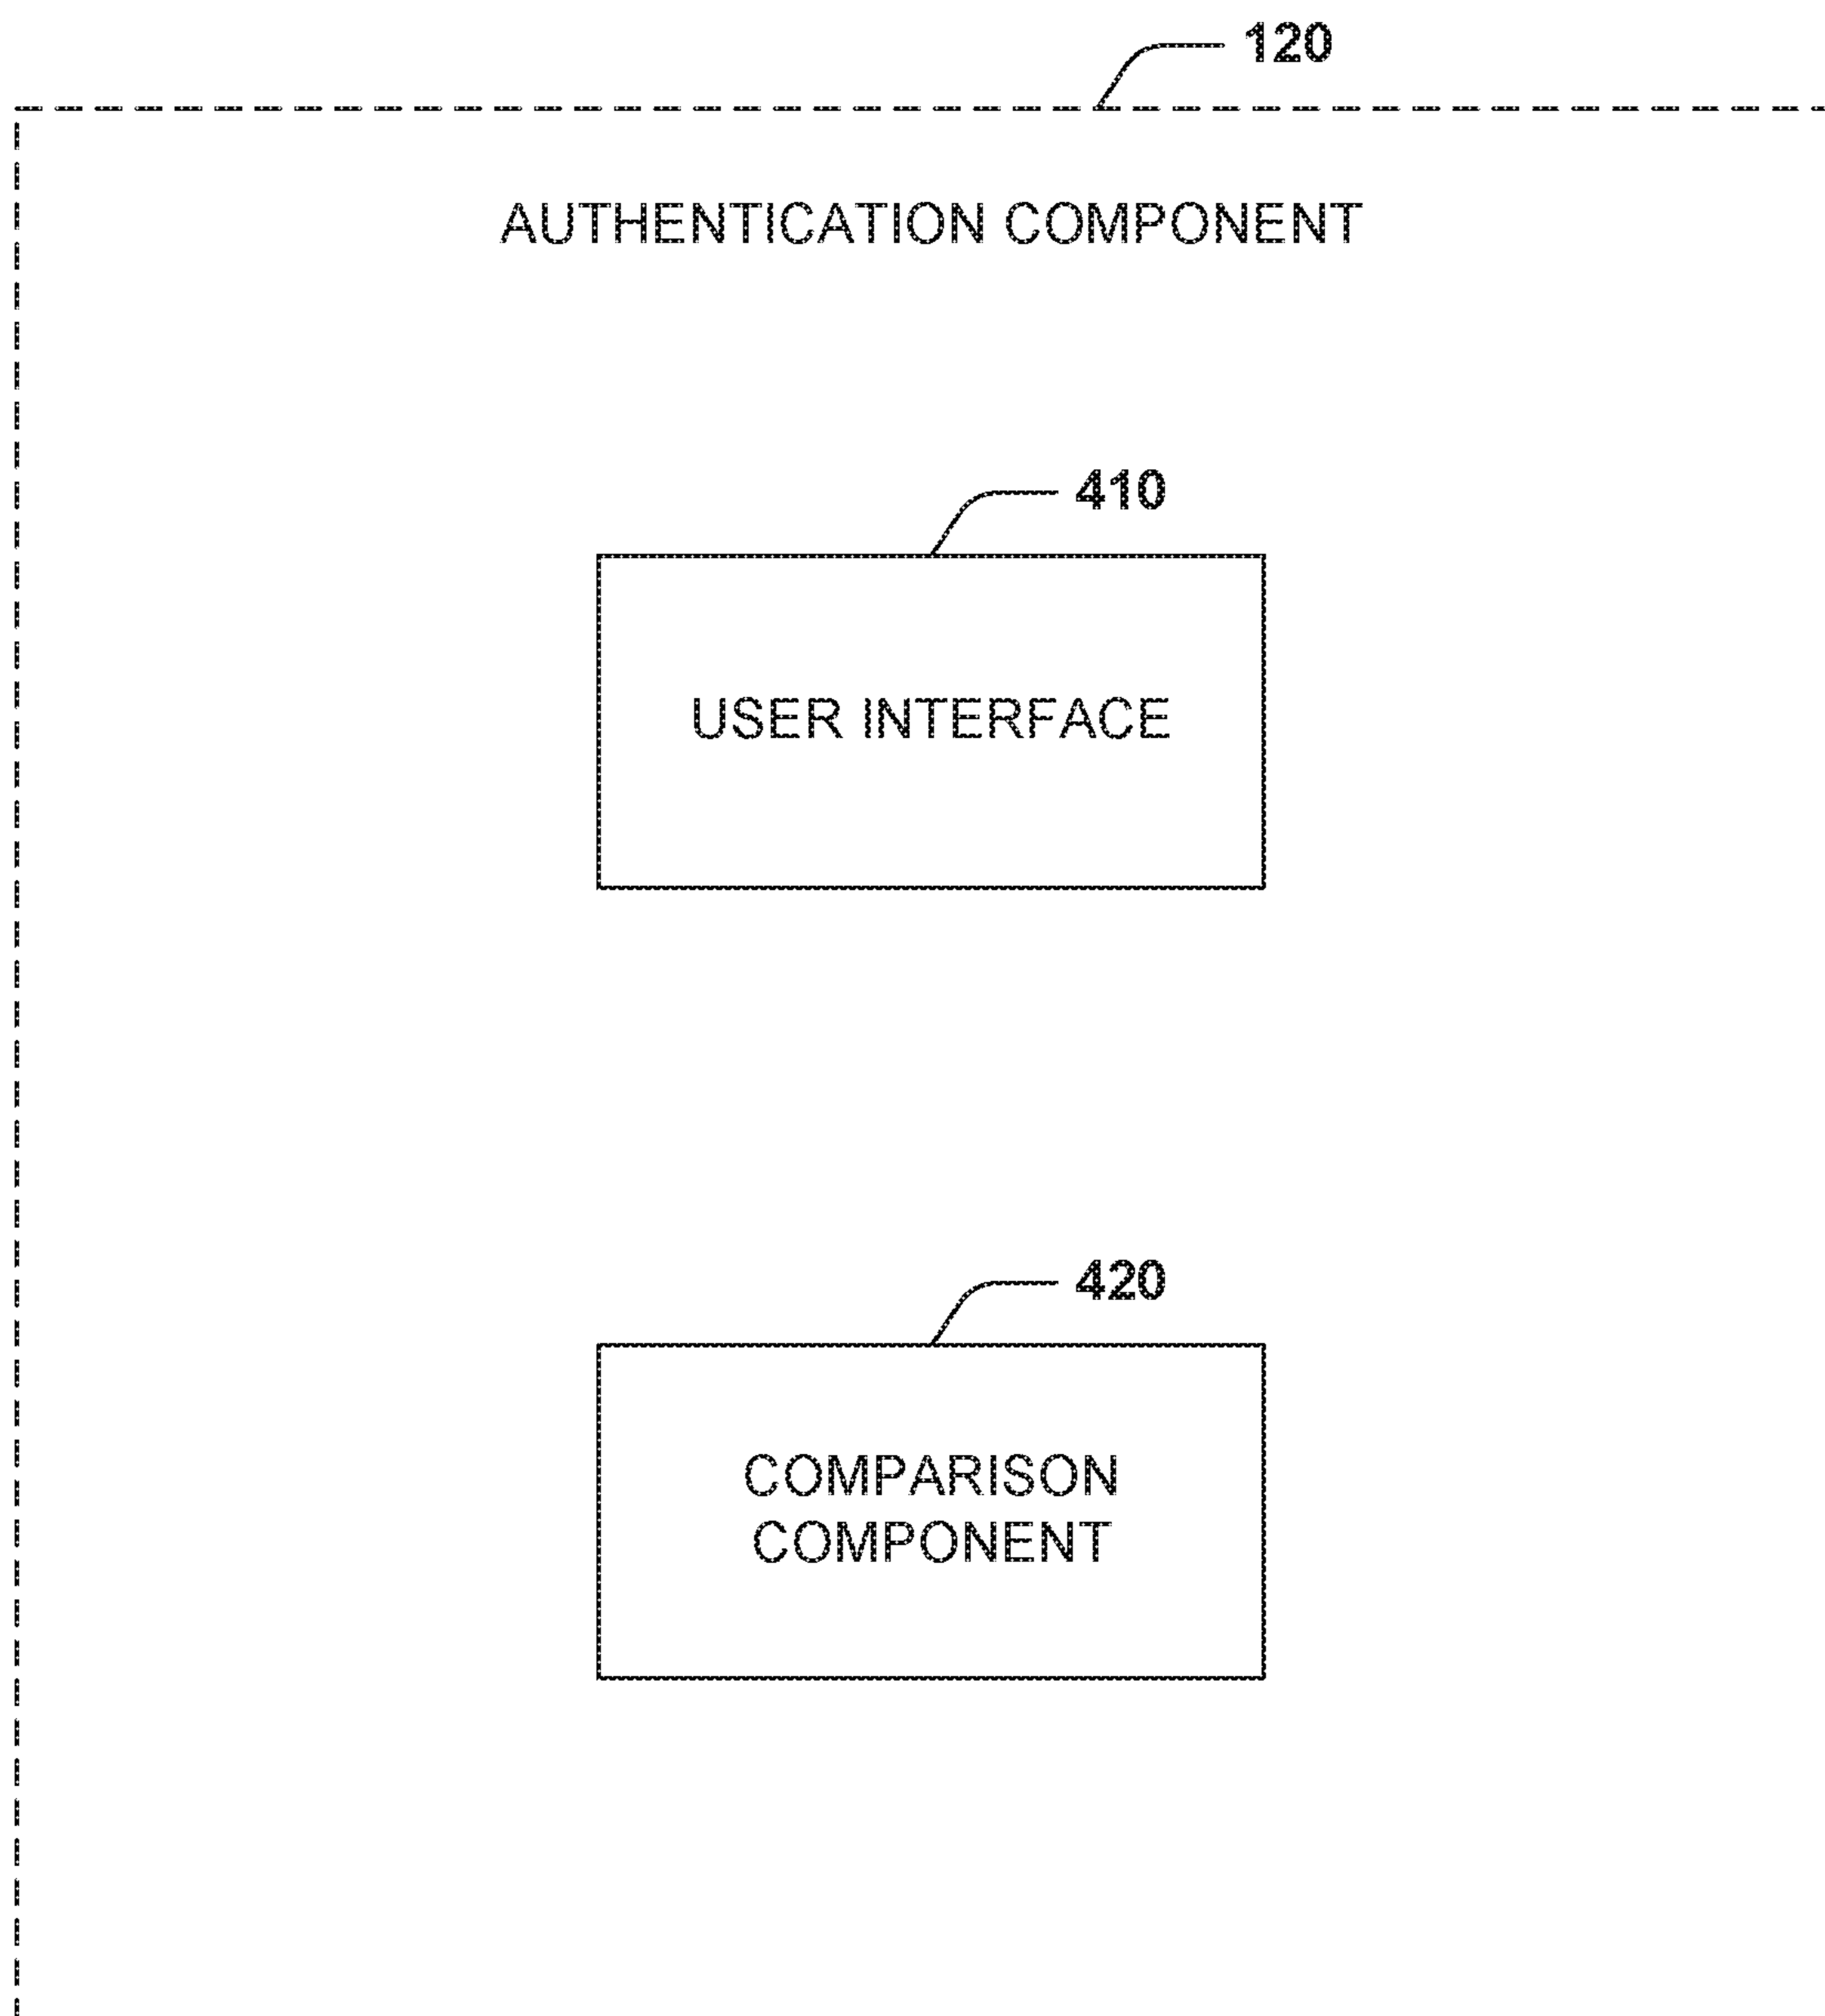 120
AUTHENTICATION COMPONENT
410
USER INTERFACE
420
COMPARISON
COMPONENT